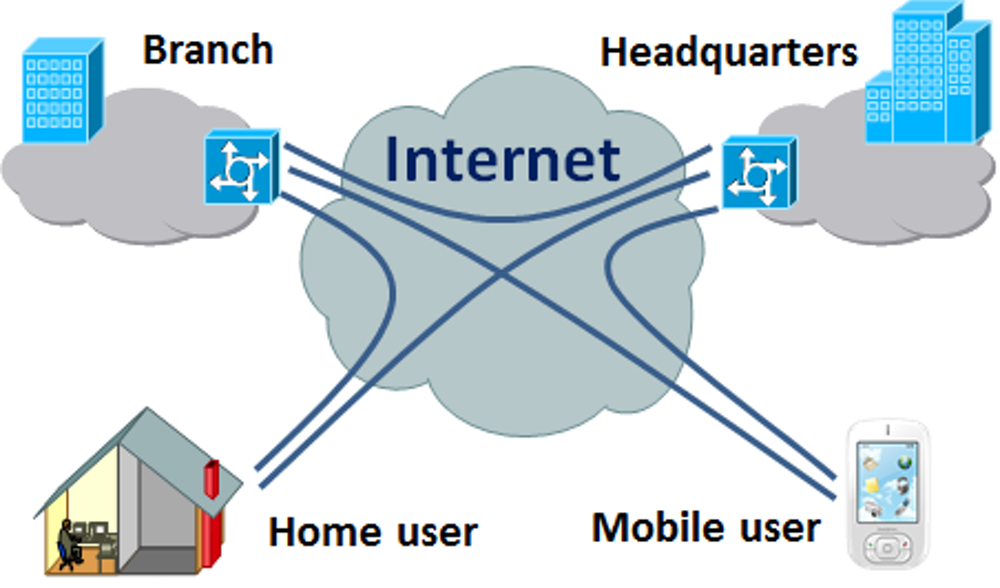 Branch
Headquarters
Internet
Home user
Mobile user